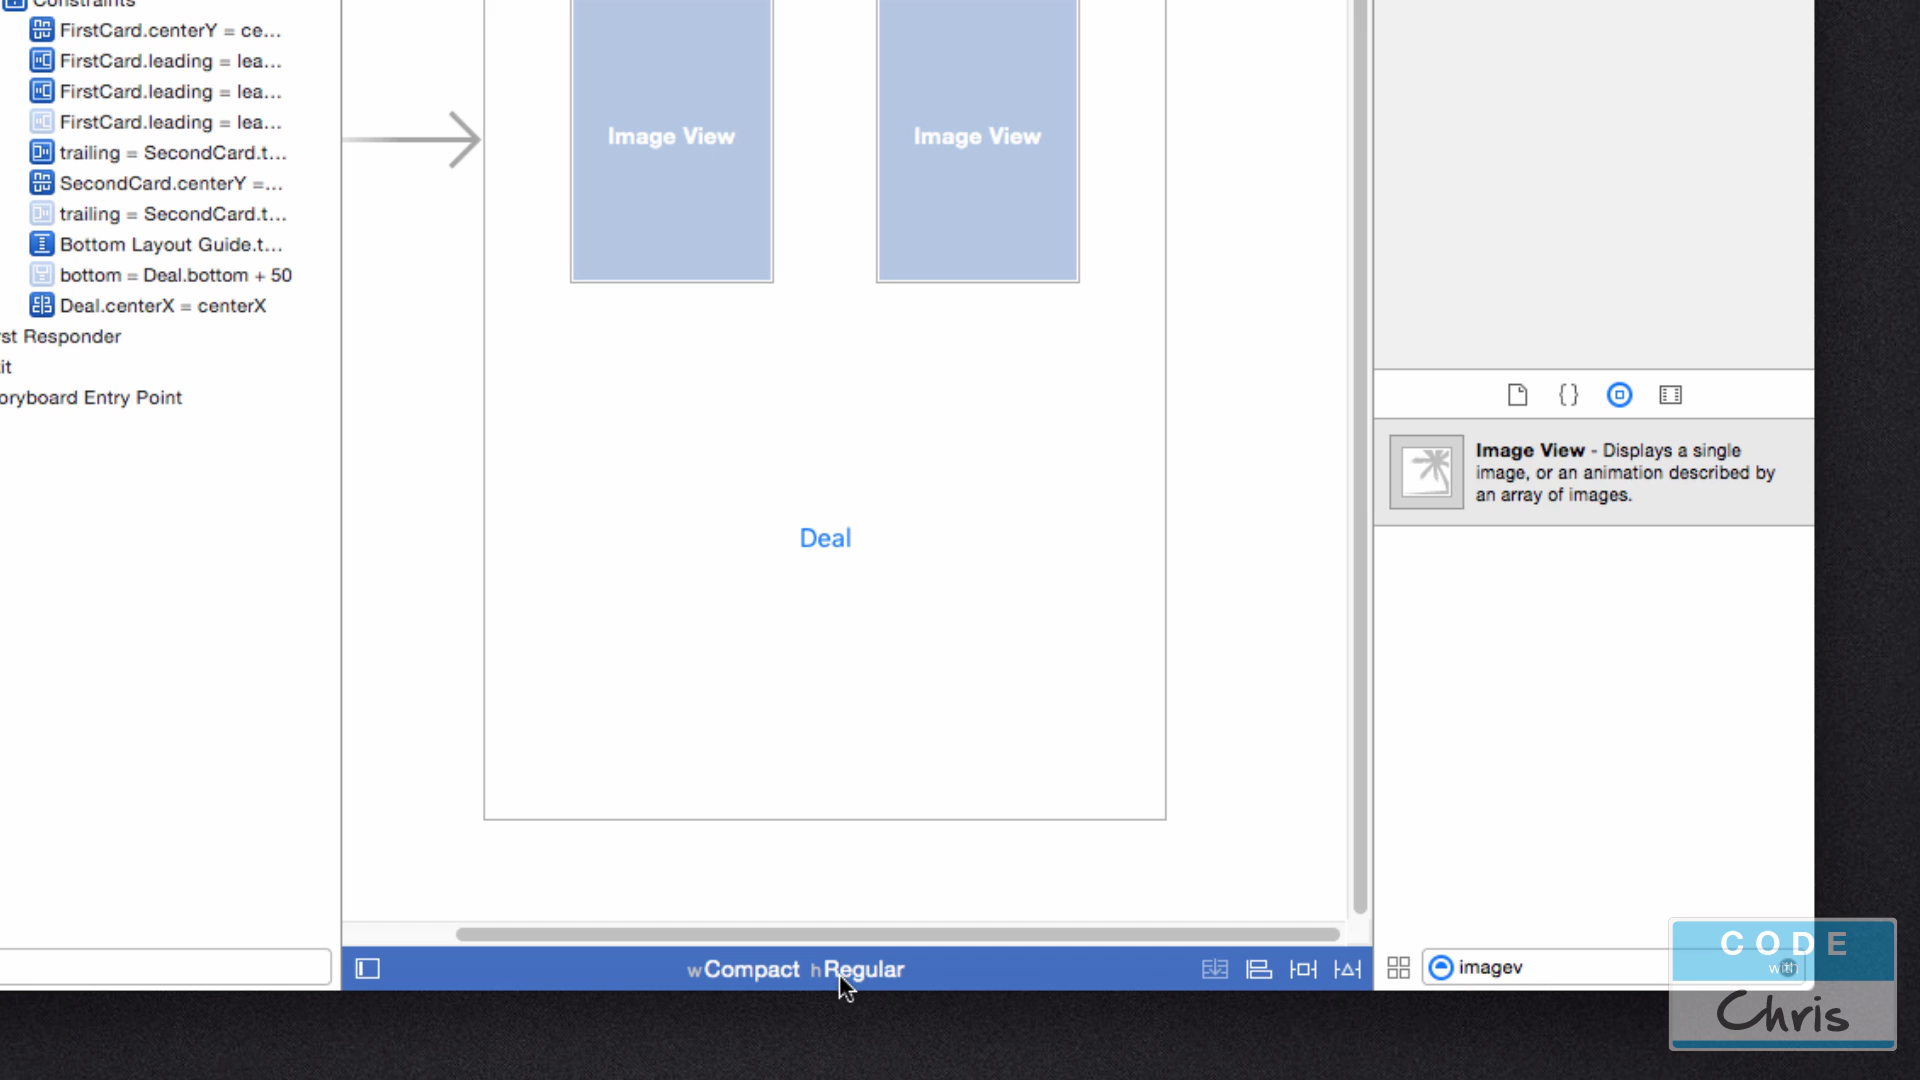 Constraints
FirstCard.centerY = ce...
FirstCard.leading = lea...
FirstCard.leading = lea...
FirstCard.leading = lea...
trailing = SecondCard.t...
SecondCard.centerY =...
trailing = SecondCard.t...
Bottom Layout Guide.t...
bottom = Deal.bottom + 50
Deal.centerX = centerX
rst Responder
it
oryboard Entry Point
Image View
Image View
Deal
wCompact hRegular
Image View - Displays a single
image, or an animation described by
an array of images.
imagev
CODE
with
Chris